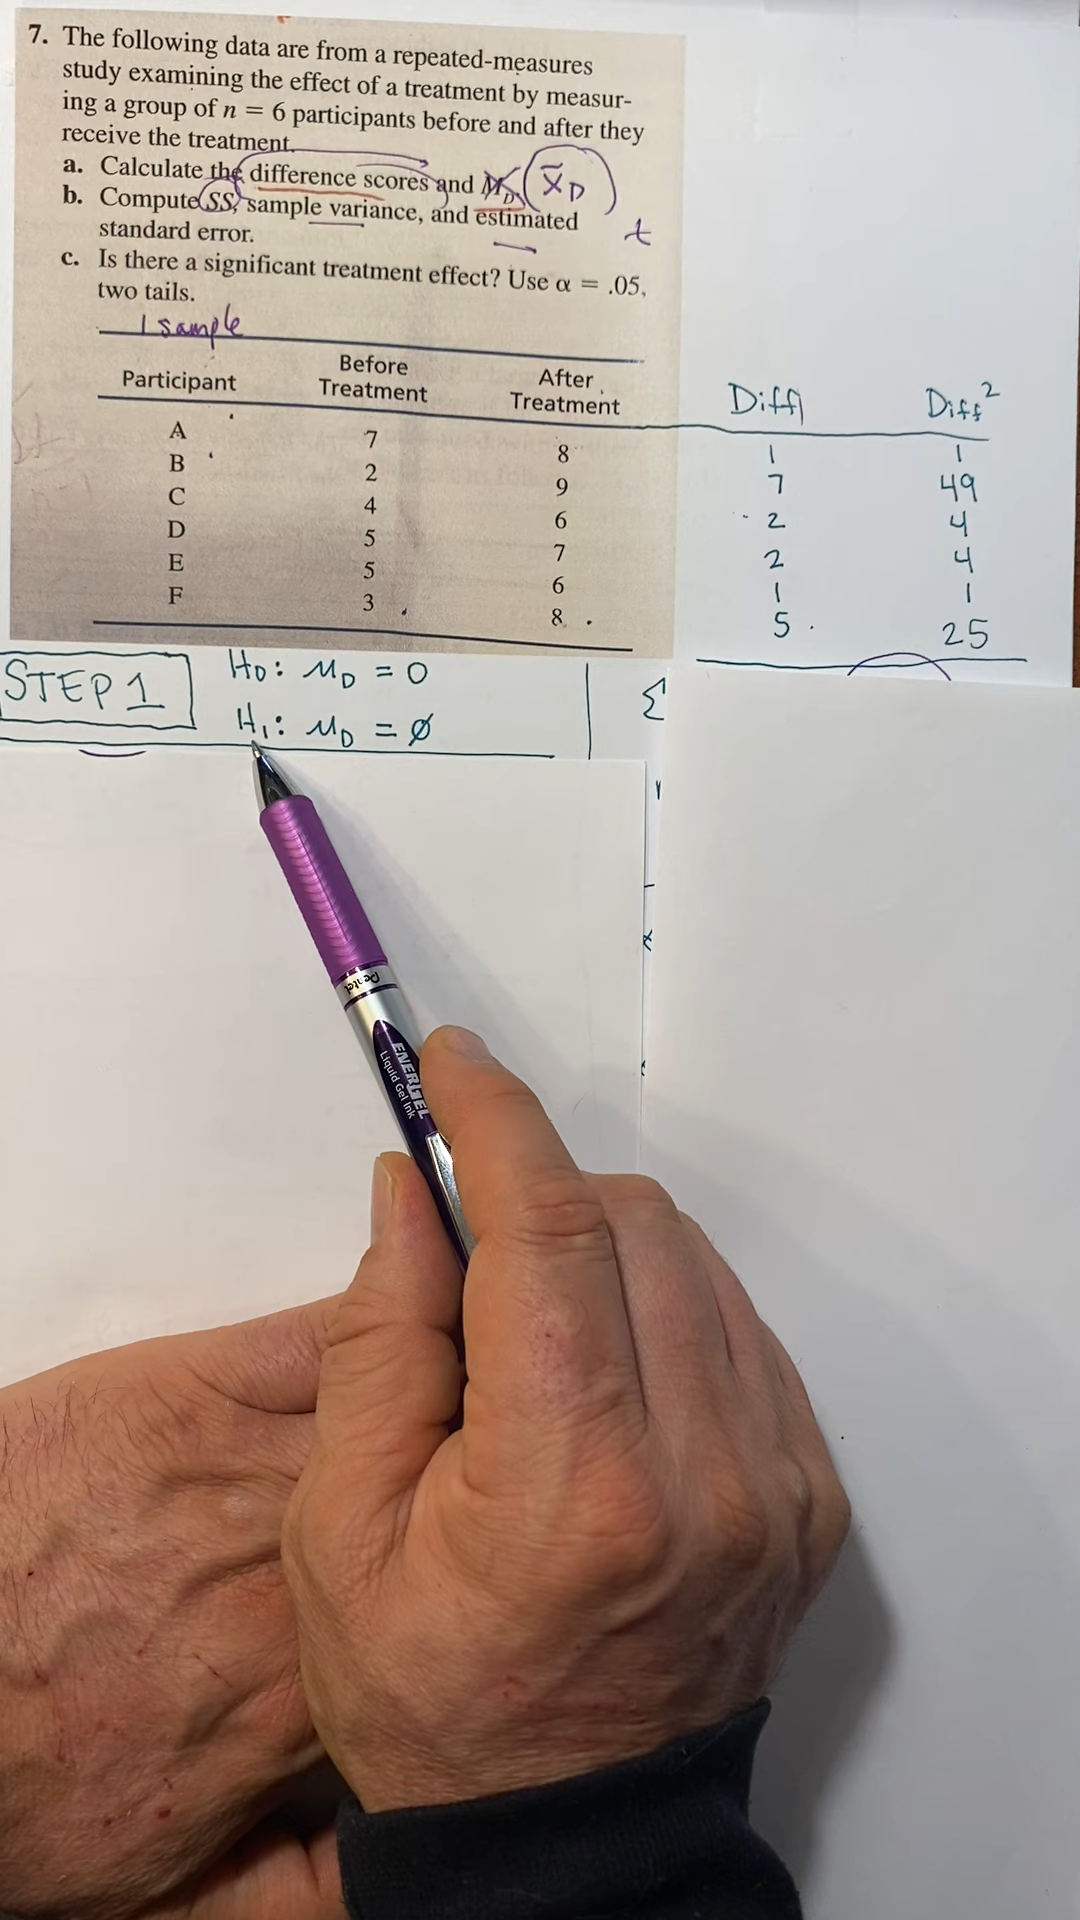 7. The following data are from a repeated-measures
study examining the effect of a treatment by measur-
ing a group of n = 6 participants before and after they
receive the treatment.
a. Calculate the difference scores and M_D. (X̄_D)
b. Compute SS, sample variance, and estimated t
standard error.
c. Is there a significant treatment effect? Use α = .05,
two tails.
1 sample
Participant Before Treatment After Treatment Diff Diff²
A 7 8 1 1
B 2 9 7 49
C 4 6 2 4
D 5 7 2 4
E 5 6 1 1
F 3 8 5 25
STEP 1 H0: μ_D = 0 Σ
H1: μ_D = ∅
Pentel
ENERGEL
Liquid Gel Ink